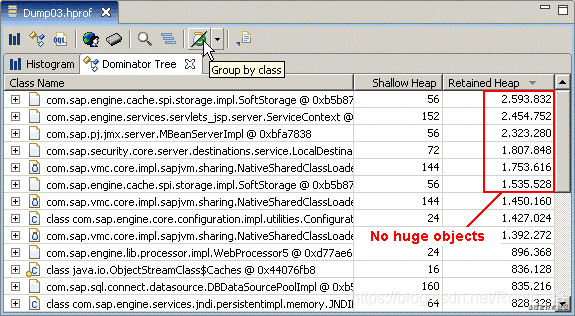 Dump03.hprof
OQL
Histogram Dominator Tree
Group by class
Class Name Shallow Heap Retained Heap
com.sap.engine.cache.spi.storage.impl.SoftStorage @ 0xb5b87 56 2.593.832
com.sap.engine.services.servlets_jsp.server.ServiceContext @ 152 2.454.752
com.sap.pj.jmx.server.MBeanServerImpl @ 0xbfa7838 56 2.323.280
com.sap.security.core.server.destinations.service.LocalDestina 72 1.807.848
com.sap.vmc.core.impl.sapjvm.sharing.NativeSharedClassLoade 144 1.753.616
com.sap.engine.cache.spi.storage.impl.SoftStorage @ 0xb5b87 56 1.535.528
com.sap.vmc.core.impl.sapjvm.sharing.NativeSharedClassLoade 144 1.450.160
class com.sap.engine.core.configuration.impl.utilities.Configurat 24 1.427.024
com.sap.vmc.core.impl.sapjvm.sharing.NativeSharedClassLoade 144 1.392.272
com.sap.engine.lib.processor.impl.WebProcessor5 @ 0xd77ae6 24 896.368
class java.io.ObjectStreamClass$Caches @ 0x44076fb8 16 836.128
com.sap.sql.connect.datasource.DBDataSourcePoolImpl @ 0xb5b 160 835.216
class com.sap.engine.services.jndi.persistentimpl.memory.JNDIM 64 828.328
No huge objects